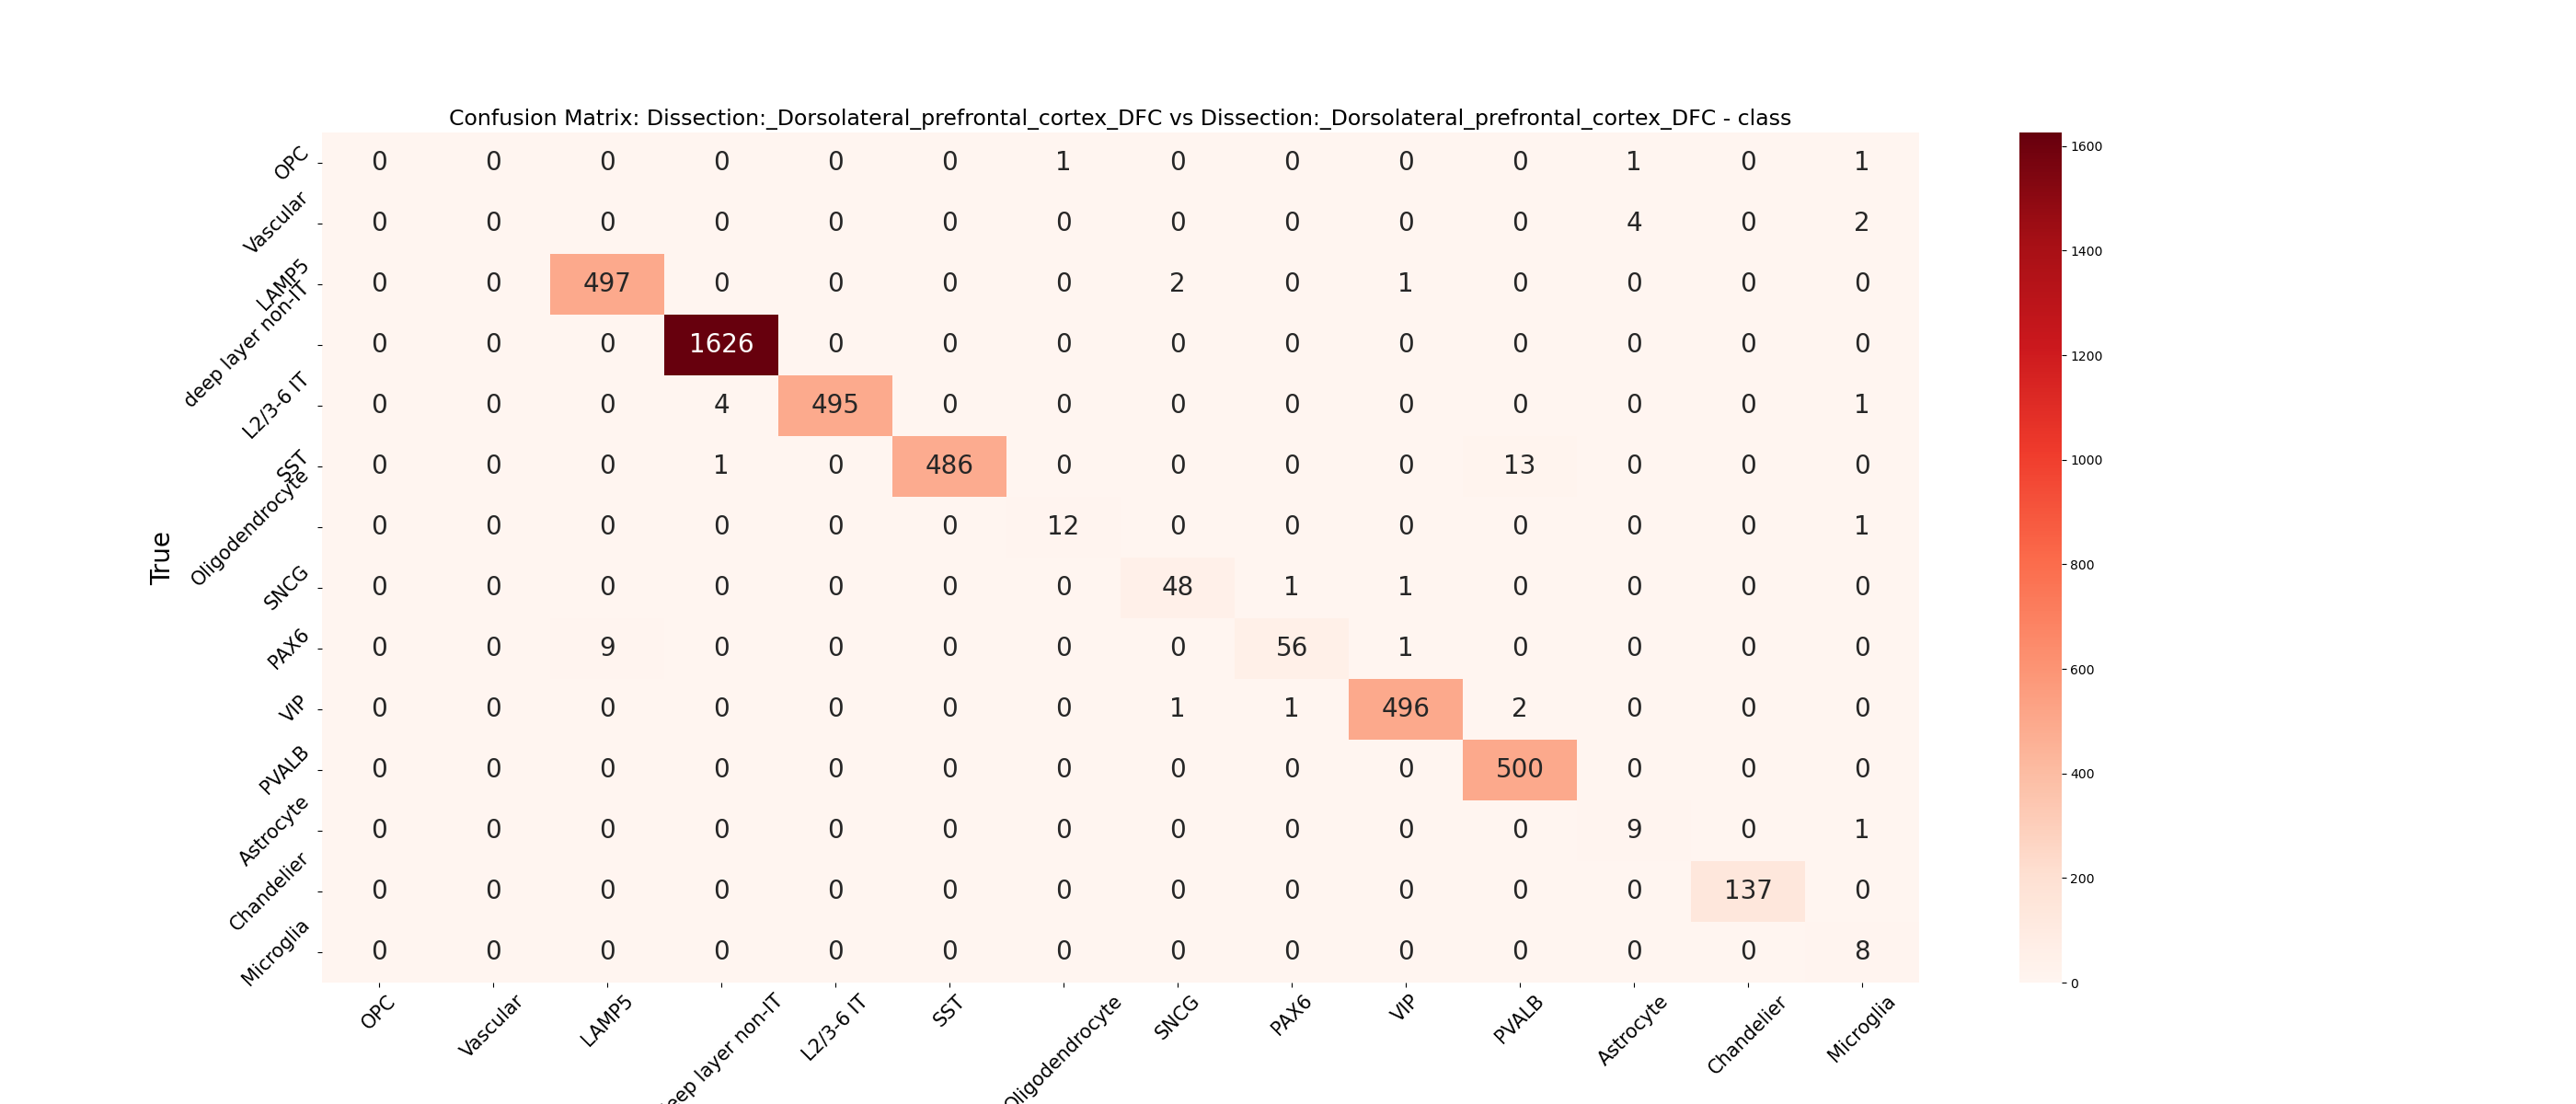 Confusion Matrix: Dissection:_Dorsolateral_prefrontal_cortex_DFC vs Dissection:_Dorsolateral_prefrontal_cortex_DFC - class
True
OPC 0 0 0 0 0 0 1 0 0 0 0 1 0 1
Vascular 0 0 0 0 0 0 0 0 0 0 0 4 0 2
LAMP5 0 0 497 0 0 0 0 2 0 1 0 0 0 0
deep layer non-IT 0 0 0 1626 0 0 0 0 0 0 0 0 0 0
L2/3-6 IT 0 0 0 4 495 0 0 0 0 0 0 0 0 1
SST 0 0 0 1 0 486 0 0 0 0 13 0 0 0
Oligodendrocyte 0 0 0 0 0 0 12 0 0 0 0 0 0 1
SNCG 0 0 0 0 0 0 0 48 1 1 0 0 0 0
PAX6 0 0 9 0 0 0 0 0 56 1 0 0 0 0
VIP 0 0 0 0 0 0 0 1 1 496 2 0 0 0
PVALB 0 0 0 0 0 0 0 0 0 0 500 0 0 0
Astrocyte 0 0 0 0 0 0 0 0 0 0 0 9 0 1
Chandelier 0 0 0 0 0 0 0 0 0 0 0 0 137 0
Microglia 0 0 0 0 0 0 0 0 0 0 0 0 0 8
OPC Vascular LAMP5 layer non-IT L2/3-6 IT SST Oligodendrocyte SNCG PAX6 VIP PVALB Astrocyte Chandelier Microglia
1600
1400
1200
1000
800
600
400
200
0